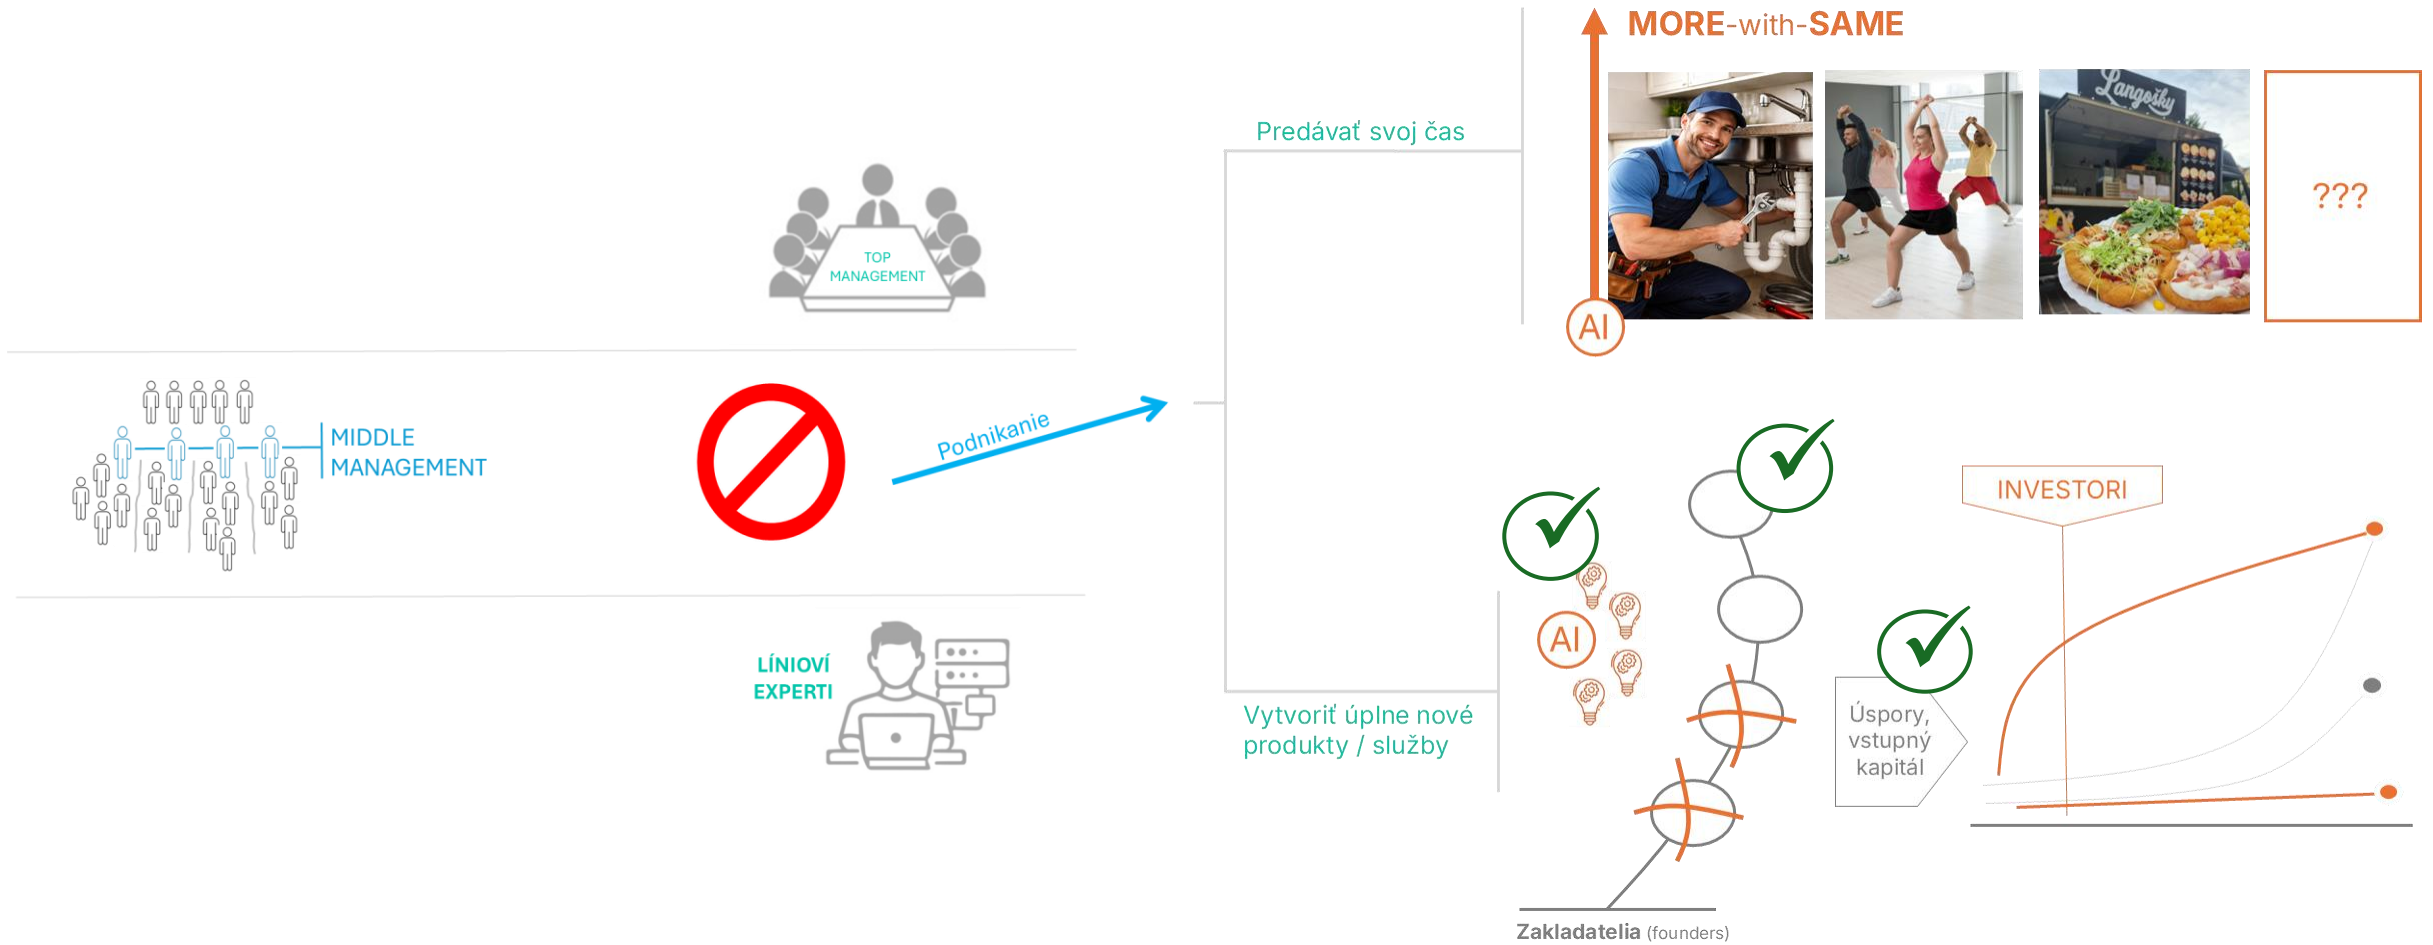 MORE-with-SAME
Langošky
Predávať svoj čas
???
TOP
MANAGEMENT
AI
MIDDLE
MANAGEMENT
Podnikanie
INVESTORI
AI
LÍNIOVÍ
EXPERTI
Vytvoriť úplne nové
produkty / služby
Úspory,
vstupný
kapitál
Zakladatelia (founders)